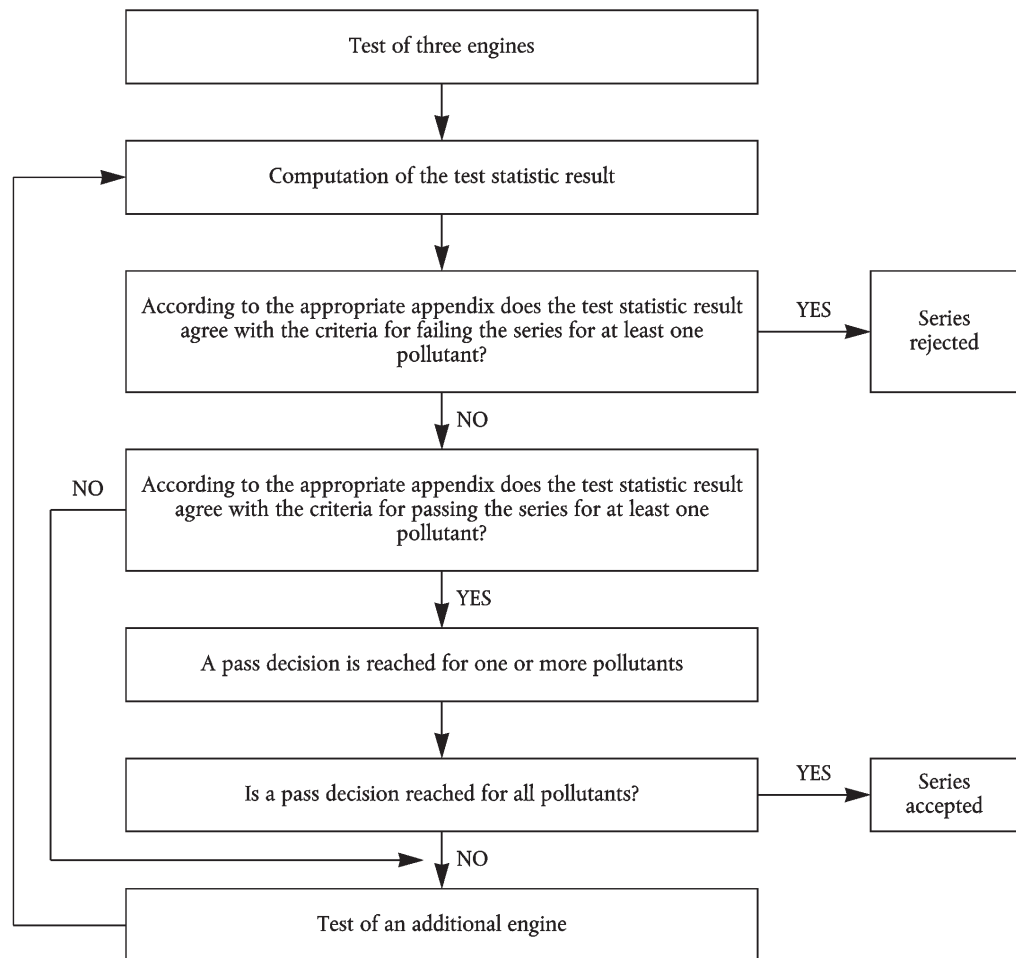 Test of three engines
Computation of the test statistic result
According to the appropriate appendix does the test statistic result
agree with the criteria for failing the series for at least one
pollutant?
YES
Series
rejected
NO
NO
According to the appropriate appendix does the test statistic result
agree with the criteria for passing the series for at least one
pollutant?
YES
A pass decision is reached for one or more pollutants
Is a pass decision reached for all pollutants?
YES
Series
accepted
NO
Test of an additional engine